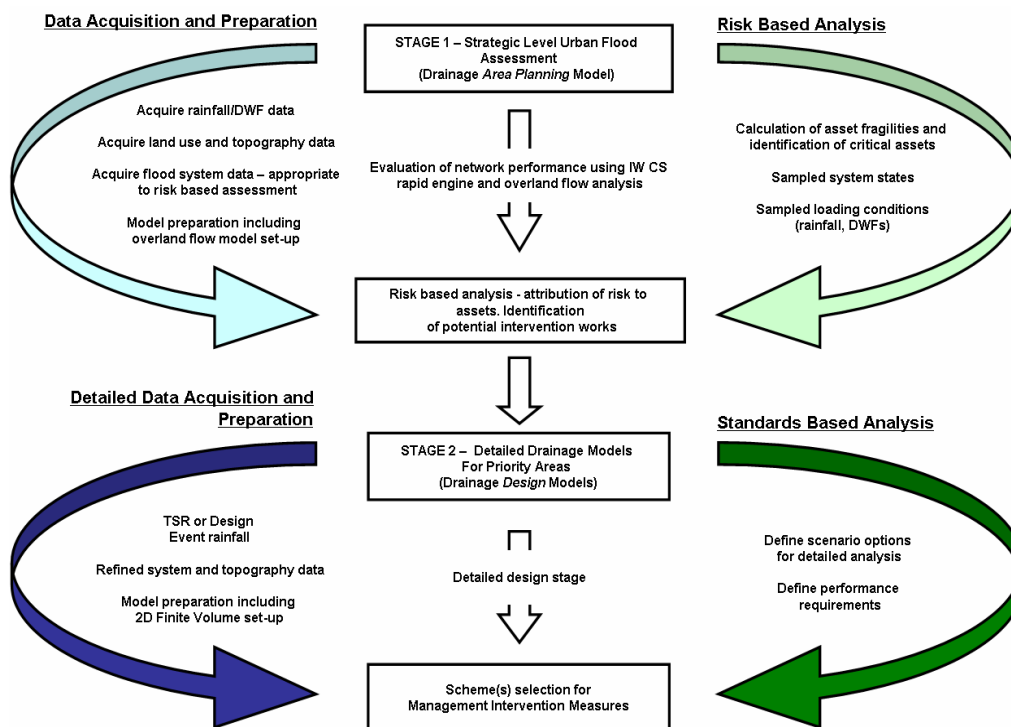 Data Acquisition and Preparation
Acquire rainfall/DWF data
Acquire land use and topography data
Acquire flood system data – appropriate
to risk based assessment
Model preparation including
overland flow model set-up
STAGE 1 – Strategic Level Urban Flood
Assessment
(Drainage Area Planning Model)
Evaluation of network performance using IW CS
rapid engine and overland flow analysis
Risk Based Analysis
Calculation of asset fragilities and
identification of critical assets
Sampled system states
Sampled loading conditions
(rainfall, DWFs)
Risk based analysis - attribution of risk to
assets. Identification
of potential intervention works
Detailed Data Acquisition and
Preparation
TSR or Design
Event rainfall
Refined system and topography data
Model preparation including
2D Finite Volume set-up
STAGE 2 – Detailed Drainage Models
For Priority Areas
(Drainage Design Models)
Detailed design stage
Standards Based Analysis
Define scenario options
for detailed analysis
Define performance
requirements
Scheme(s) selection for
Management Intervention Measures